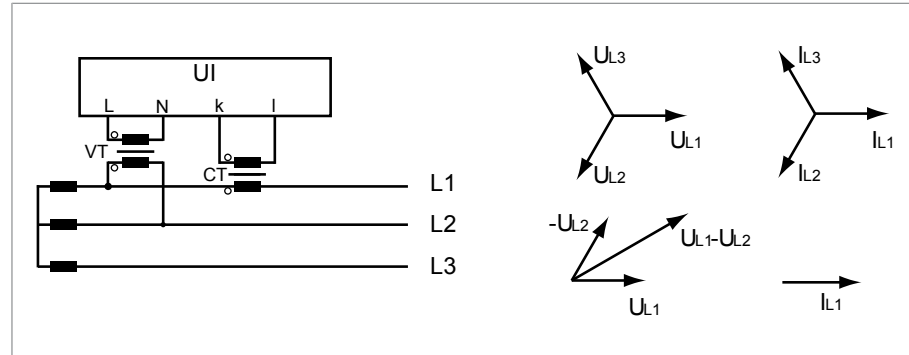 UI
L N k l
VT
CT
L1
L2
L3
UL3
UL1
UL2
IL3
IL1
IL2
-UL2
UL1-UL2
UL1
IL1